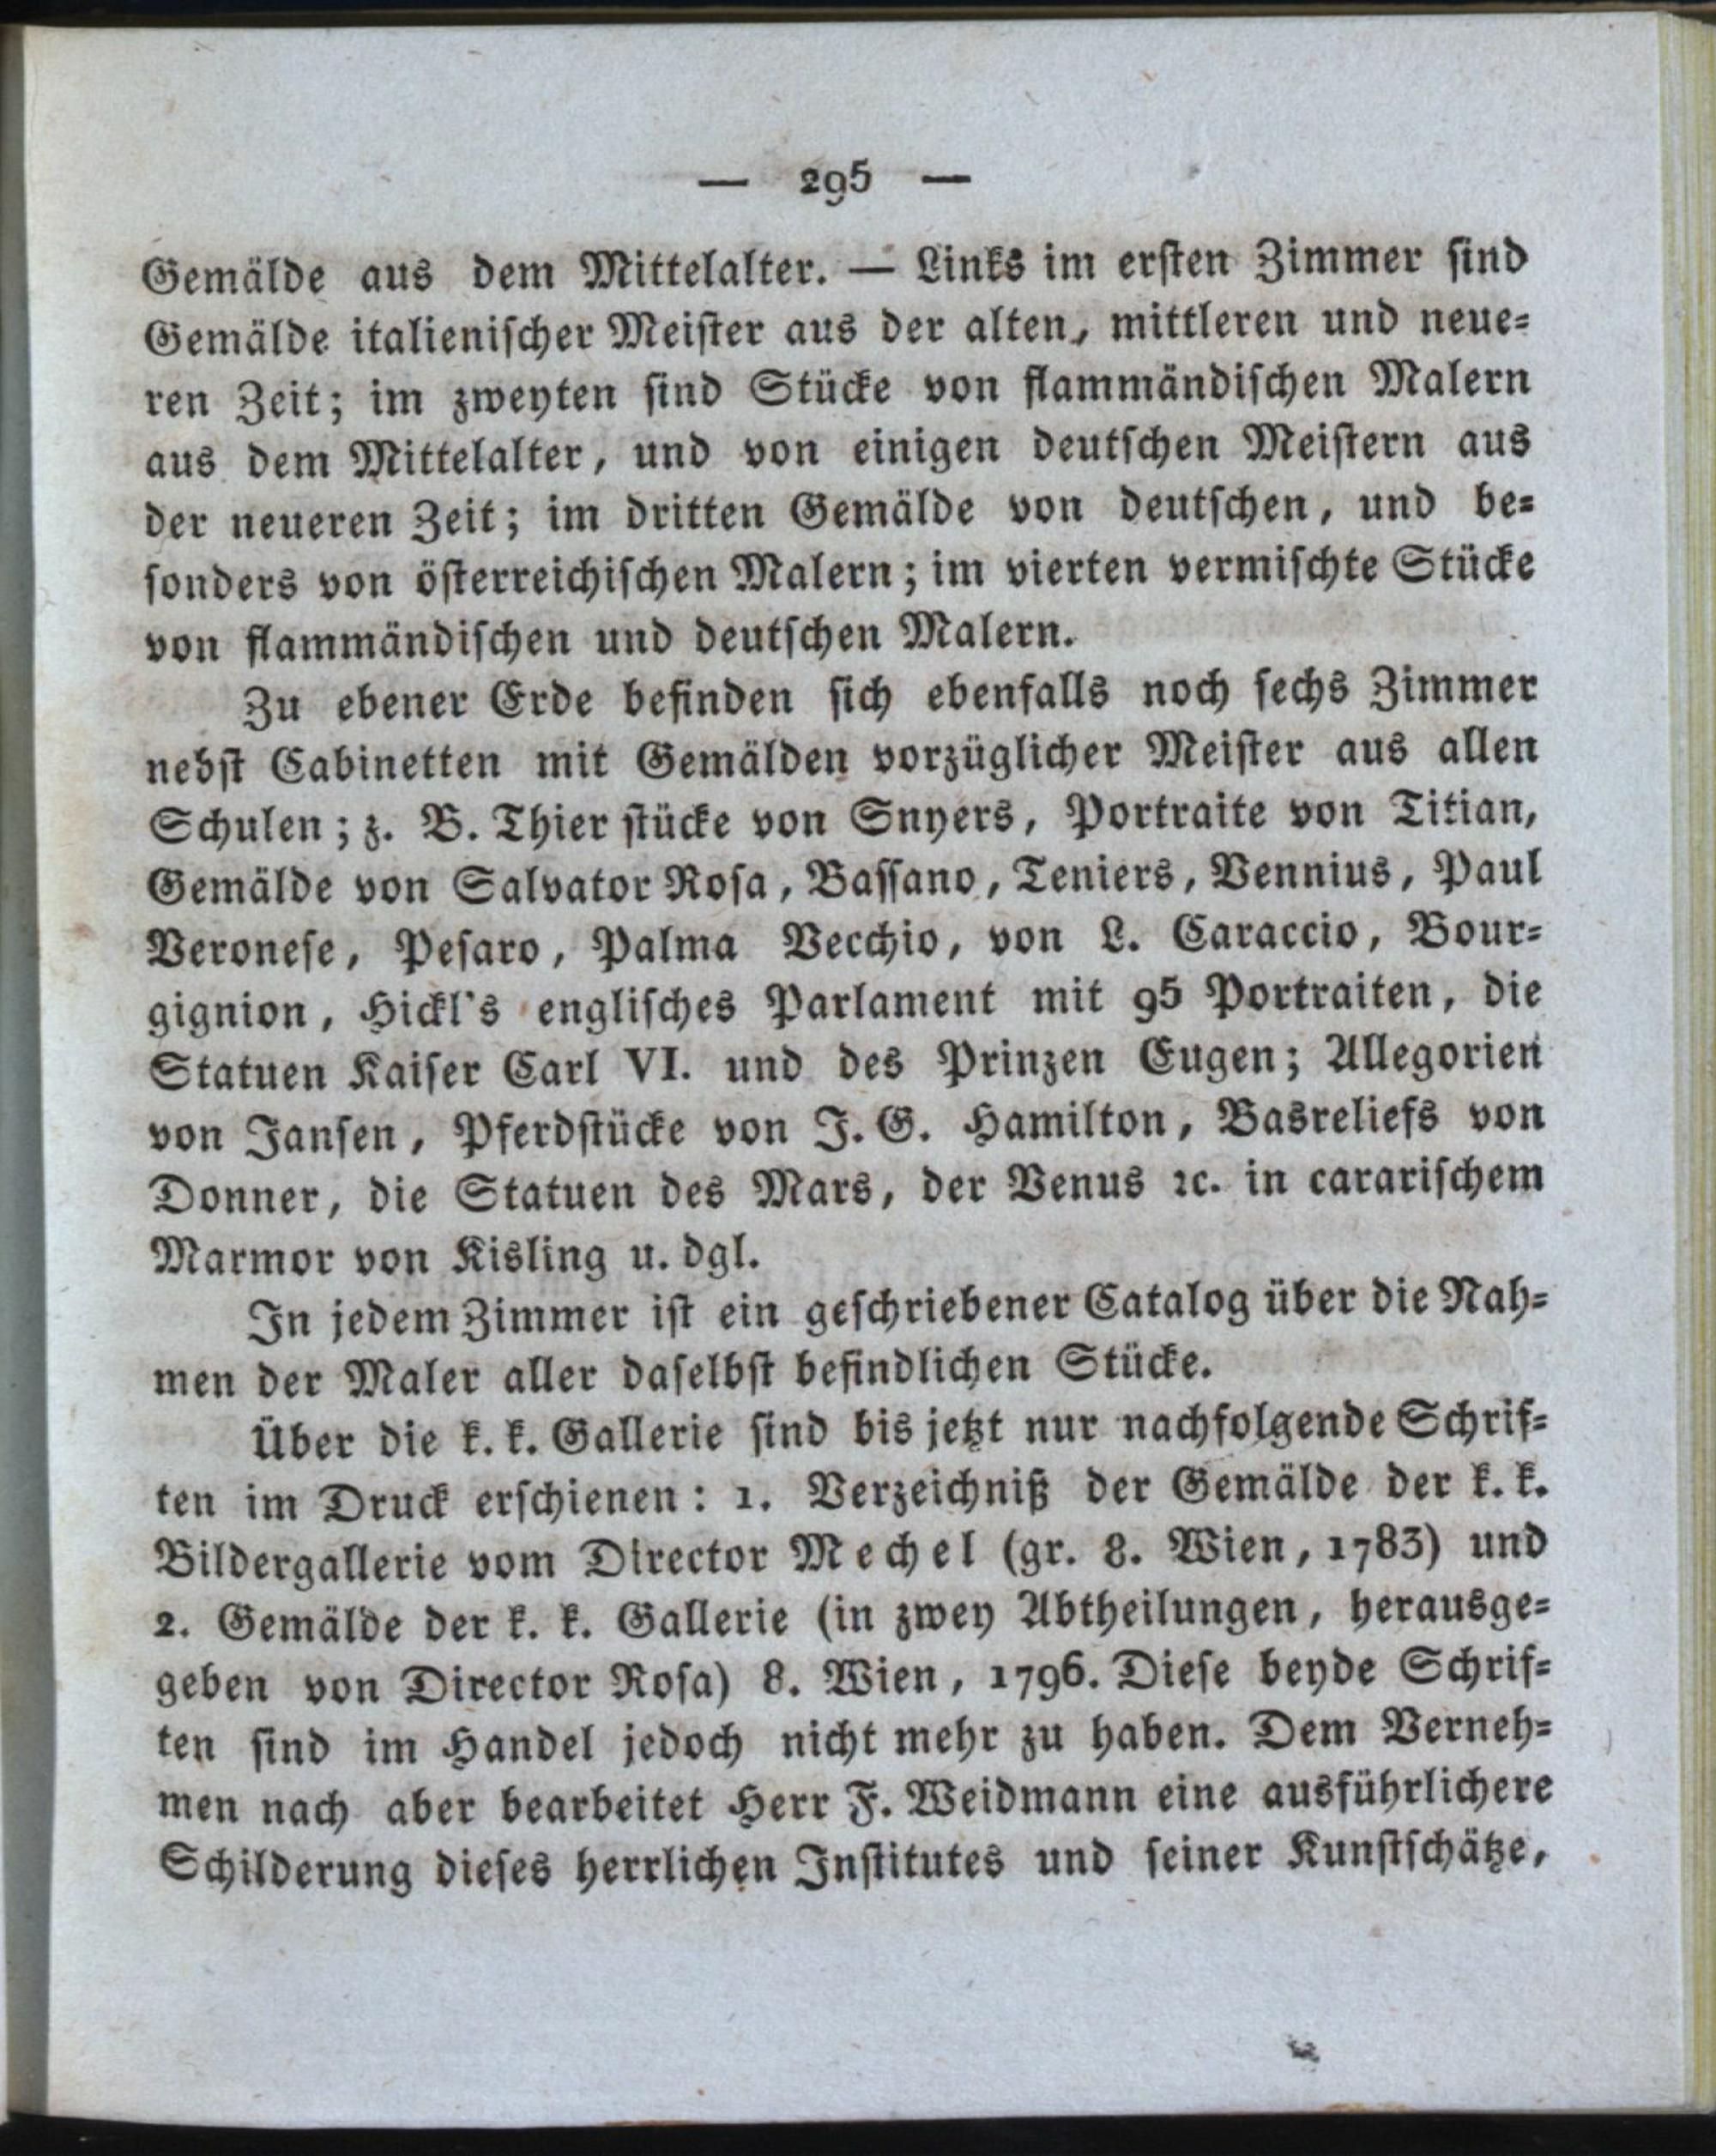 — 295 —
Gemälde aus dem Mittelalter. — Links im ersten Zimmer sind
Gemälde italienischer Meister aus der alten, mittleren und neue=
ren Zeit; im zweyten sind Stücke von flammändischen Malern
aus dem Mittelalter, und von einigen deutschen Meistern aus
der neueren Zeit; im dritten Gemälde von deutschen, und be=
sonders von österreichischen Malern; im vierten vermischte Stücke
von flammändischen und deutschen Malern.
Zu ebener Erde befinden sich ebenfalls noch sechs Zimmer
nebst Cabinetten mit Gemälden vorzüglicher Meister aus allen
Schulen; z. B. Thierstücke von Snyers, Portraite von Titian,
Gemälde von Salvator Rosa, Bassano, Teniers, Vennius, Paul
Veronese, Pesaro, Palma Vecchio, von L. Caraccio, Bour=
gignion, Hickl's englisches Parlament mit 95 Portraiten, die
Statuen Kaiser Carl VI. und des Prinzen Eugen; Allegorien
von Jansen, Pferdstücke von J. G. Hamilton, Basreliefs von
Donner, die Statuen des Mars, der Venus ꝛc. in cararischem
Marmor von Kisling u. dgl.
In jedem Zimmer ist ein geschriebener Catalog über die Nah=
men der Maler aller daselbst befindlichen Stücke.
Über die k. k. Gallerie sind bis jetzt nur nachfolgende Schrif=
ten im Druck erschienen: 1. Verzeichniß der Gemälde der k. k.
Bildergallerie vom Director Mechel (gr. 8. Wien, 1783) und
2. Gemälde der k. k. Gallerie (in zwey Abtheilungen, herausge=
geben von Director Rosa) 8. Wien, 1796. Diese beyde Schrif=
ten sind im Handel jedoch nicht mehr zu haben. Dem Verneh=
men nach aber bearbeitet Herr F. Weidmann eine ausführlichere
Schilderung dieses herrlichen Institutes und seiner Kunstschätze,